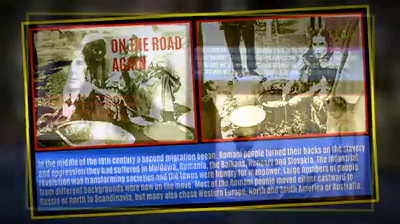 ON THE ROAD
AGAIN
In the middle of the 19th century a second migration began. Romani people turned their backs on the slavery
and oppression they had suffered in Moldavia, Rumania, the Balkans, Hungary and Slovakia. The industrial
revolution was transforming societies and the towns were hungry for manpower. Large numbers of people
from different backgrounds were now on the move. Most of the Romani people moved either eastward to
Russia or north to Scandinavia, but many also chose Western Europe, North and South America or Australia.